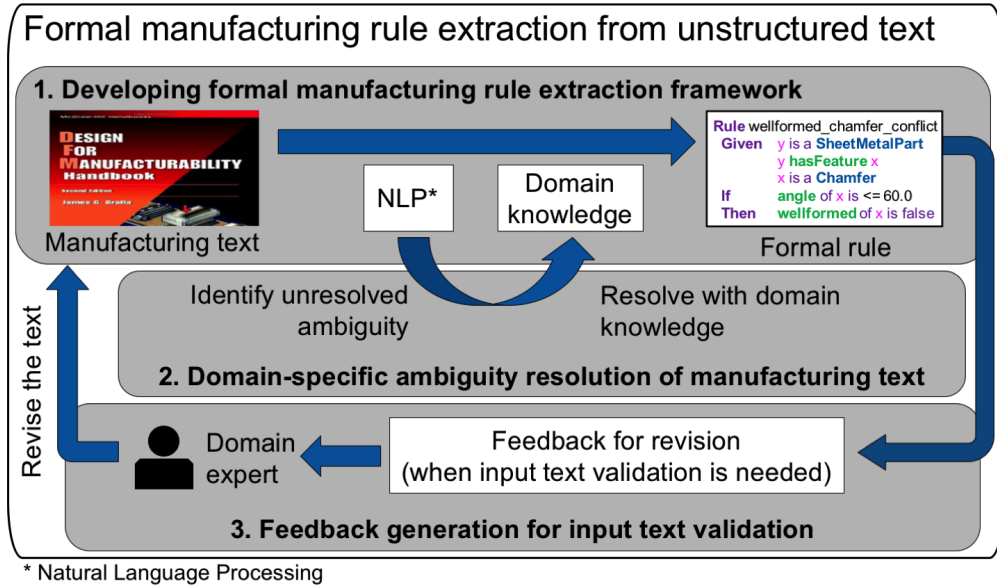 Formal manufacturing rule extraction from unstructured text
1. Developing formal manufacturing rule extraction framework
McGraw-Hill Handbooks
DESIGN
FOR
MANUFACTURABILITY
HANDBOOK
Second Edition
James G. Bralla
Manufacturing text
NLP*
Domain
knowledge
Rule wellformed_chamfer_conflict
Given y is a SheetMetalPart
y hasFeature x
x is a Chamfer
If angle of x is <= 60.0
Then wellformed of x is false
Formal rule
Identify unresolved
ambiguity
Resolve with domain
knowledge
2. Domain-specific ambiguity resolution of manufacturing text
Revise the text
Domain
expert
Feedback for revision
(when input text validation is needed)
3. Feedback generation for input text validation
* Natural Language Processing